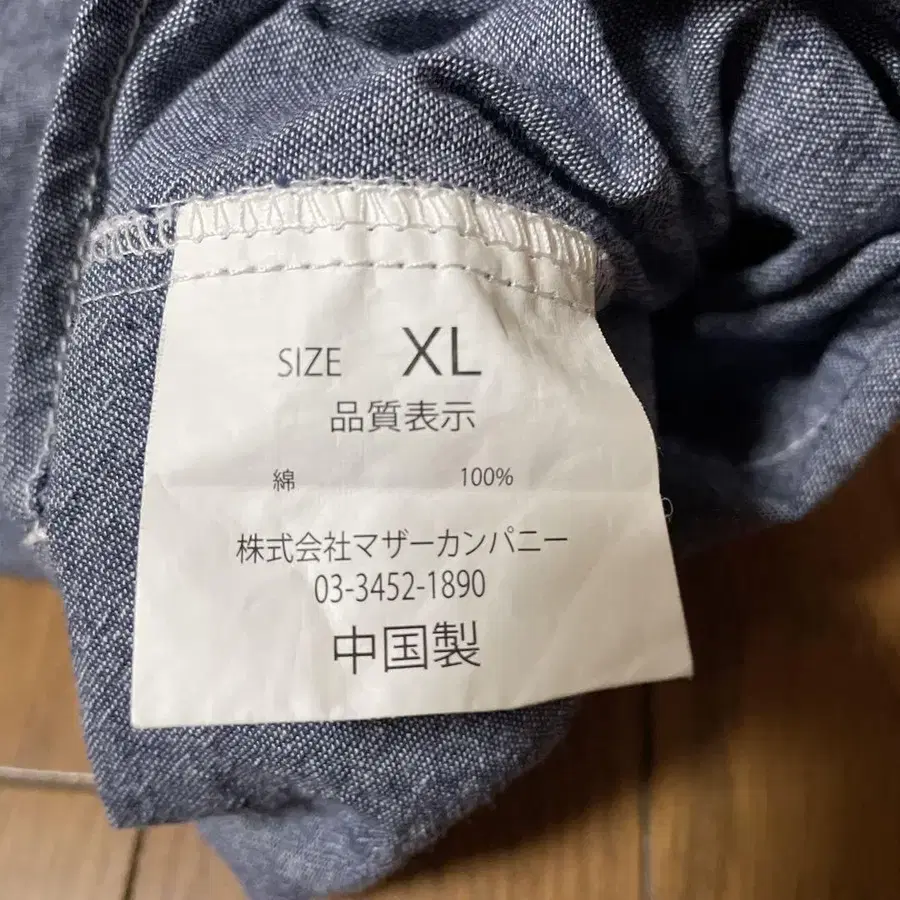 SIZE XL
品質表示
綿 100%
株式会社マザーカンパニー
03-3452-1890
中国製